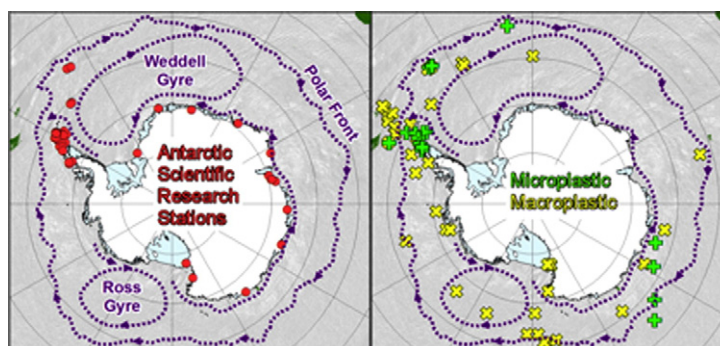 Weddell
Gyre
Polar Front
Antarctic
Scientific
Research
Stations
Ross
Gyre
Microplastic
Macroplastic